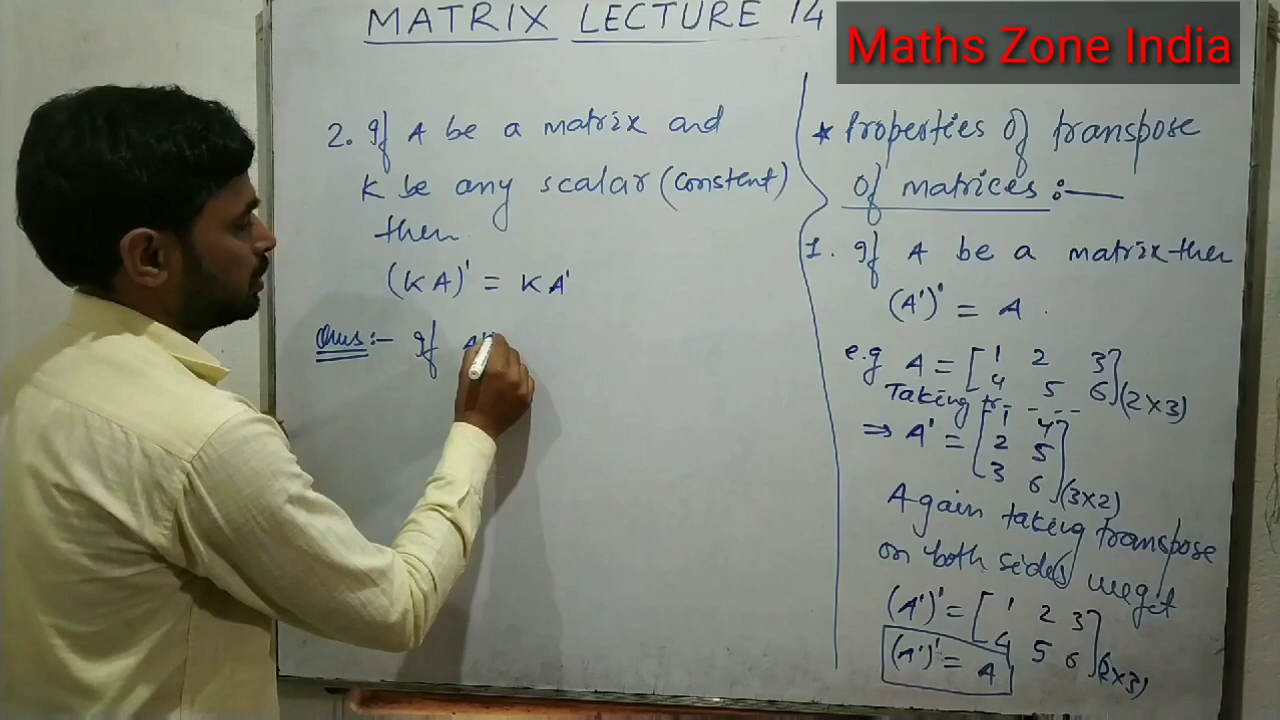 MATRIX LECTURE 14
Maths Zone India
2. If A be a matrix and
K be any scalar (constant)
then
(KA)' = KA'
Ques :- If A'
* Properties of transpose
of matrices :—
1. If A be a matrix then
(A')' = A .
e.g A = [ 1 2 3
4 5 6 ] (2×3)
Taking tr - - - -
⇒ A' = [ 1 4
2 5
3 6 ] (3×2)
Again taking transpose
on both sides we get
(A')' = [ 1 2 3
4 5 6 ] (2×3)
(A')' = A